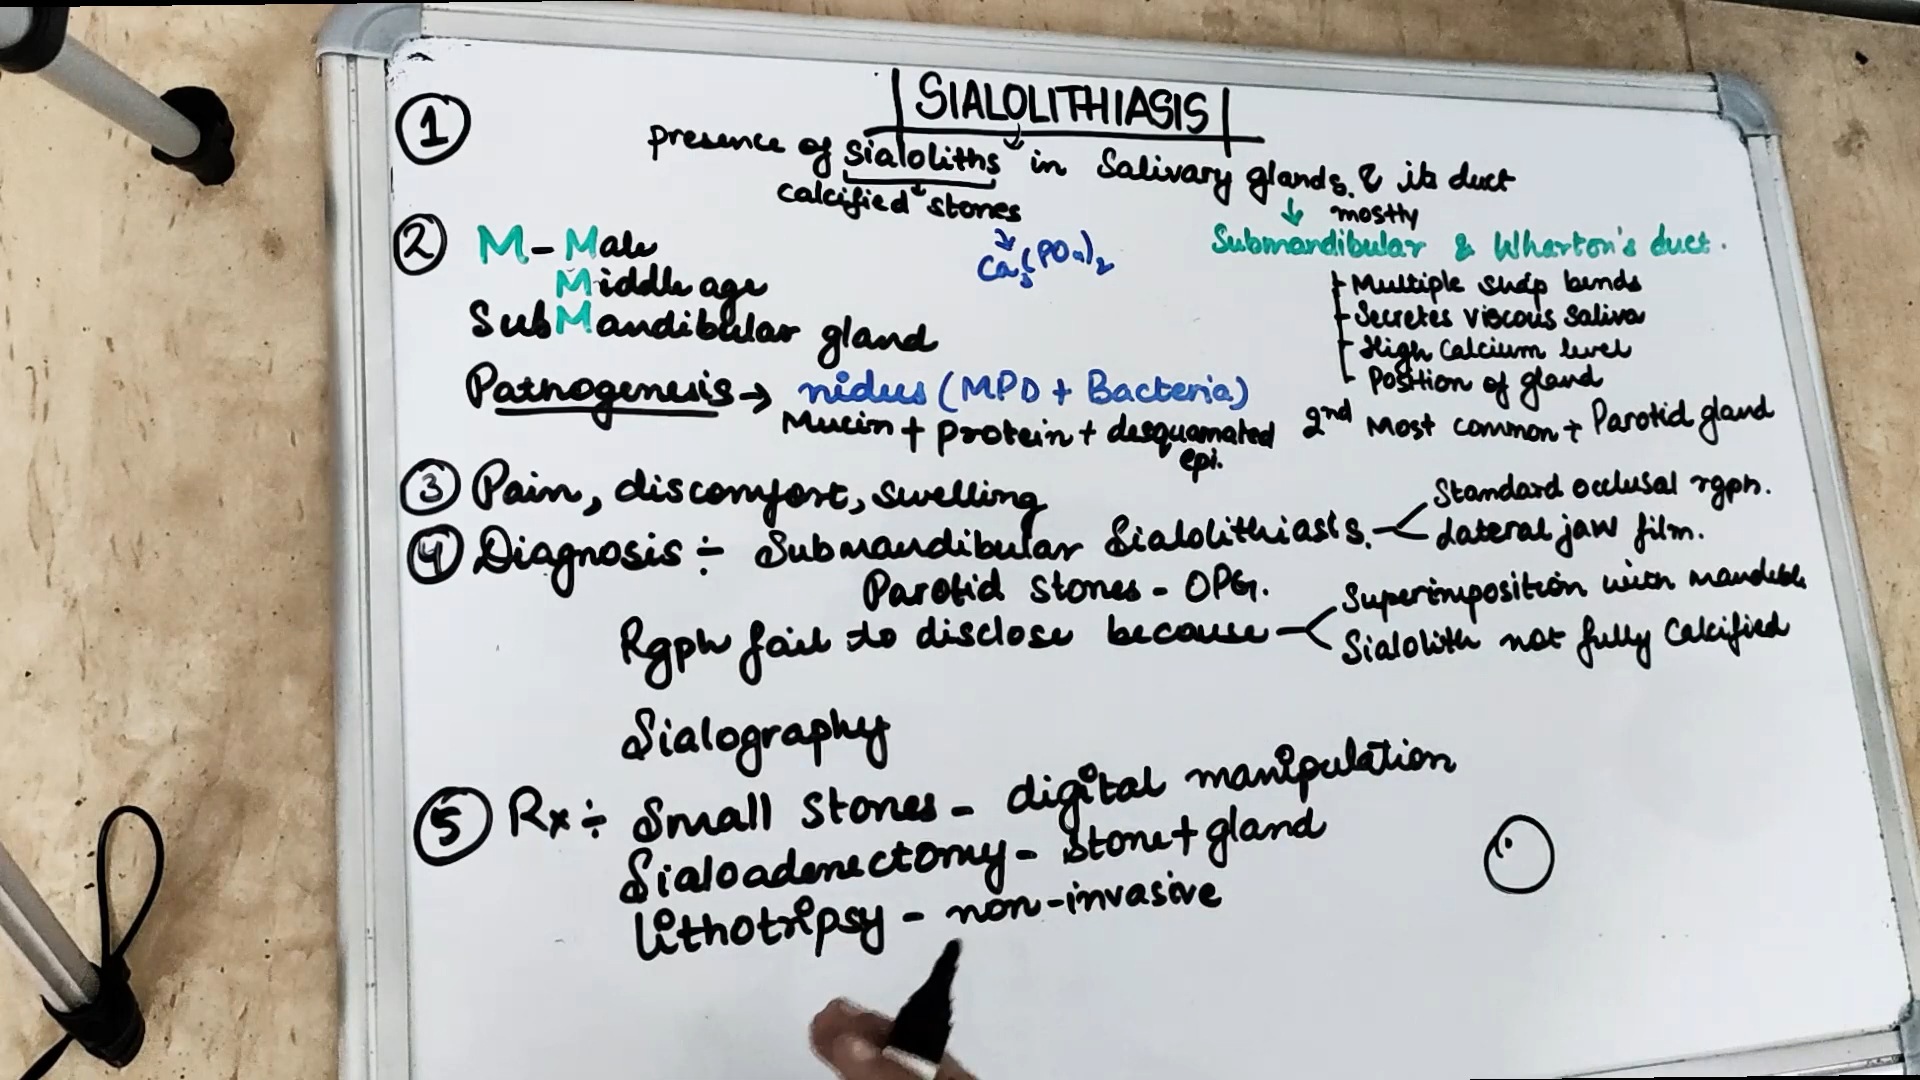 SIALOLITHIASIS
① presence of sialoliths in Salivary glands & its duct
calcified stones
mostly
② M - Male
Ca₃(PO₄)₂
Submandibular & Wharton's duct.
Middle age
Multiple sharp bends
SubMandibular gland
Secretes viscous saliva
High Calcium level
Position of gland
Pathogenesis → nidus (MPD + Bacteria)
Mucin + protein + desquamated epi.
2nd Most common ÷ Parotid gland
③ Pain, discomfort, swelling
④ Diagnosis ÷ Submandibular Sialolithiasis.
Standard occlusal rgph.
Lateral jaw film.
Parotid stones - OPG.
Rgph fail to disclose because
Superimposition with mandible
Sialolith not fully Calcified
Sialography
⑤ Rx ÷ Small Stones - digital manipulation
Sialoadenectomy - stone + gland
Lithotripsy - non-invasive